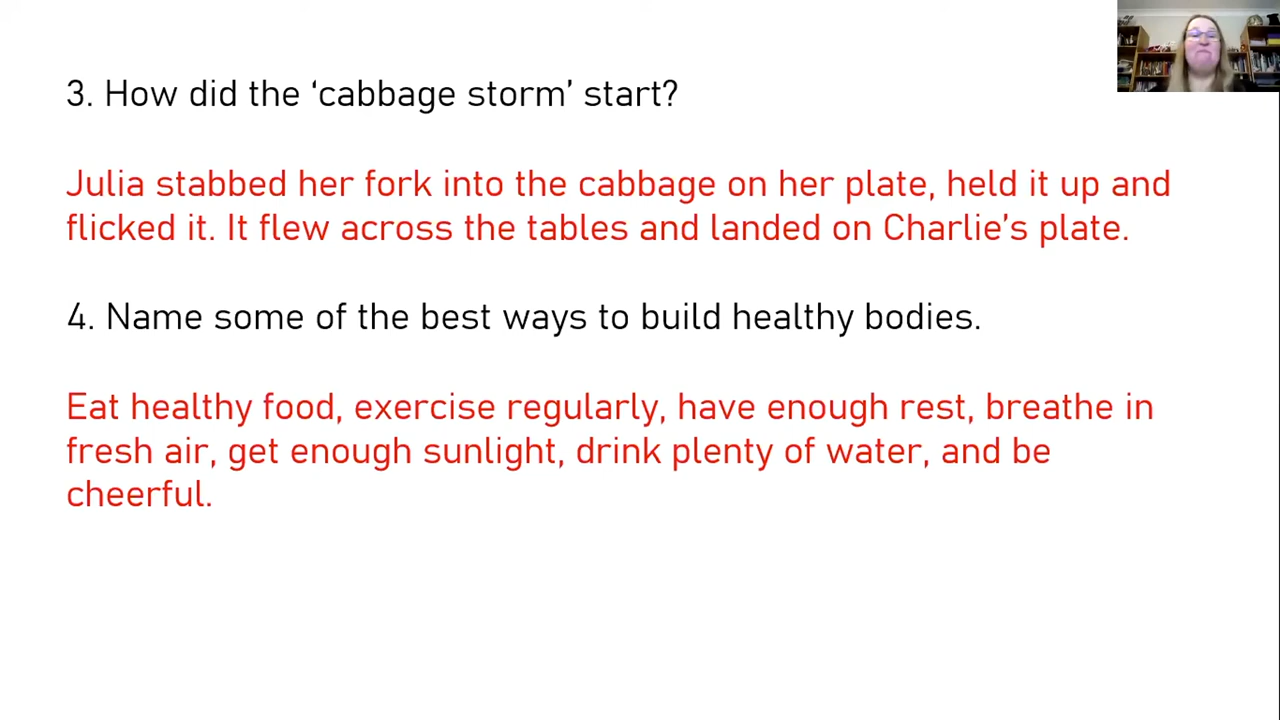 3. How did the ‘cabbage storm’ start?
Julia stabbed her fork into the cabbage on her plate, held it up and
flicked it. It flew across the tables and landed on Charlie’s plate.
4. Name some of the best ways to build healthy bodies.
Eat healthy food, exercise regularly, have enough rest, breathe in
fresh air, get enough sunlight, drink plenty of water, and be
cheerful.